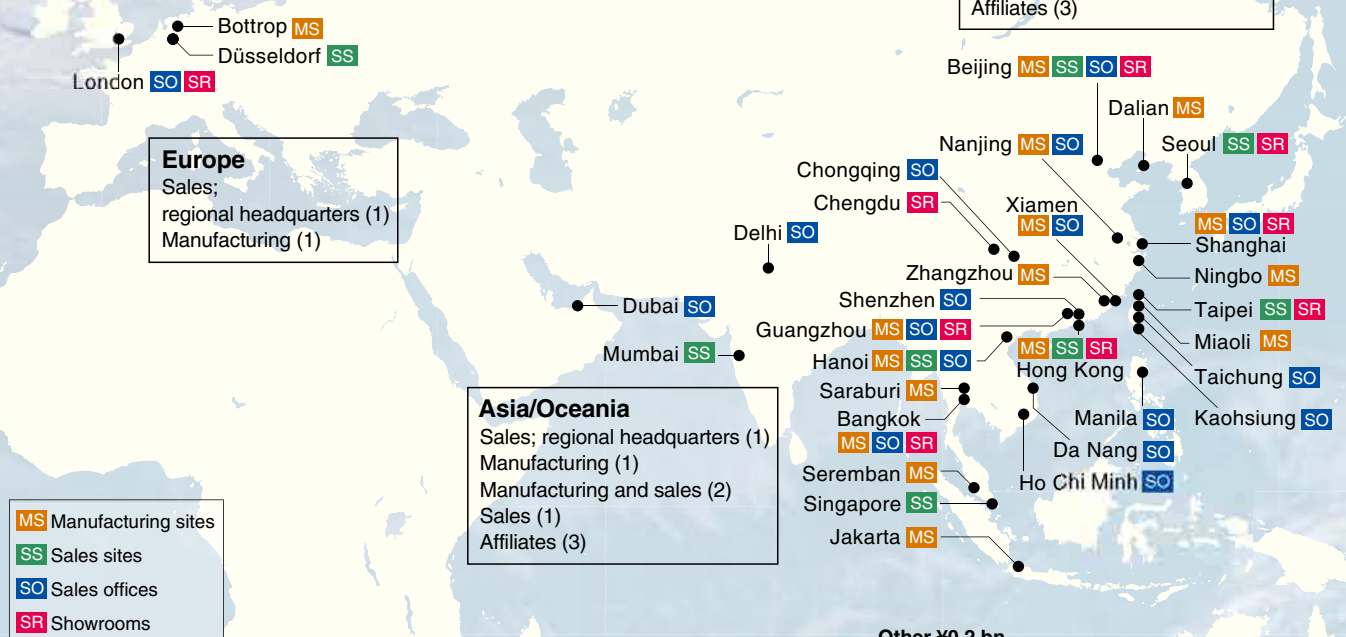 Affiliates (3)
Bottrop MS
Düsseldorf SS
London SO SR
Europe
Sales;
regional headquarters (1)
Manufacturing (1)
Beijing MS SS SO SR
Dalian MS
Nanjing MS SO
Seoul SS SR
Chongqing SO
Chengdu SR
Xiamen
MS SO
MS SO SR
Shanghai
Delhi SO
Zhangzhou MS
Ningbo MS
Shenzhen SO
Dubai SO
Taipei SS SR
Guangzhou MS SO SR
Miaoli MS
Mumbai SS
Hanoi MS SS SO
MS SS SR
Hong Kong
Taichung SO
Saraburi MS
Bangkok
MS SO SR
Manila SO
Kaohsiung SO
Da Nang SO
Seremban MS
Ho Chi Minh SO
Singapore SS
Jakarta MS
Asia/Oceania
Sales; regional headquarters (1)
Manufacturing (1)
Manufacturing and sales (2)
Sales (1)
Affiliates (3)
MS Manufacturing sites
SS Sales sites
SO Sales offices
SR Showrooms
Other ¥0.2 bn